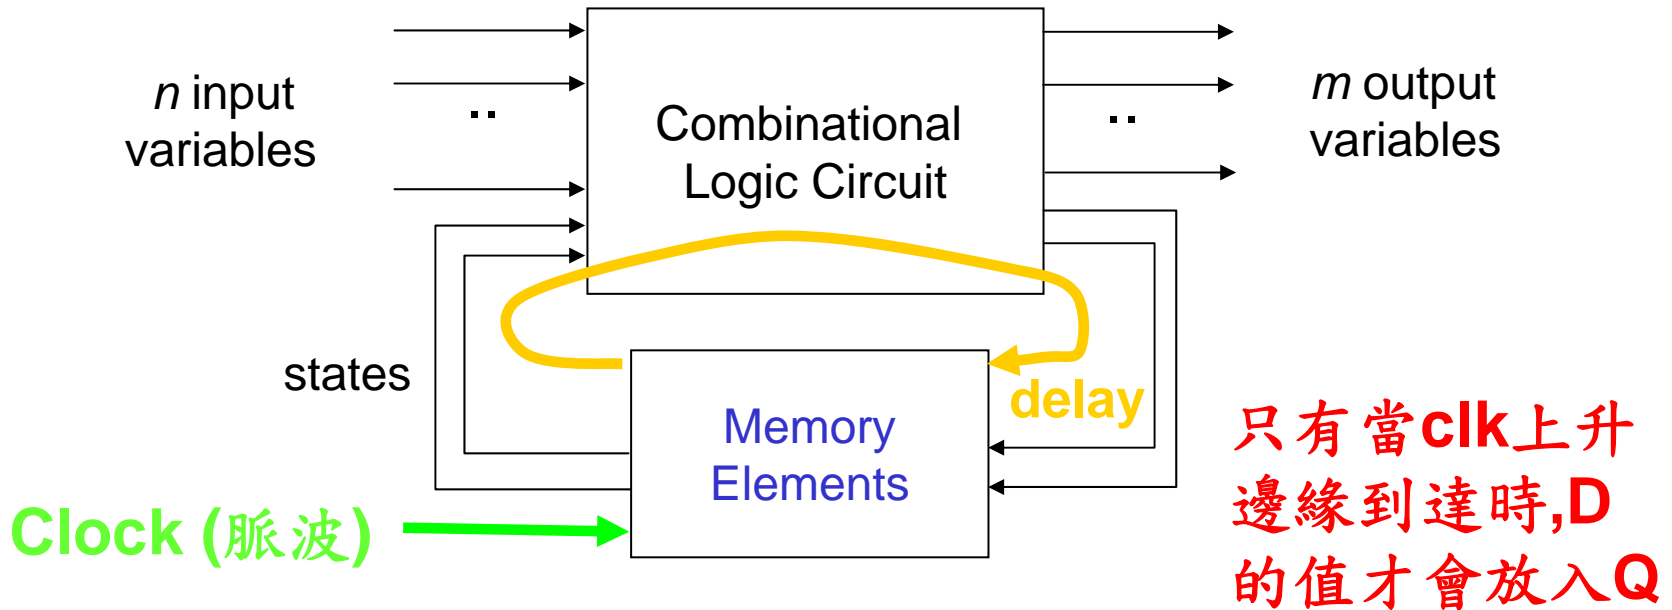 n input
variables
..
Combinational
Logic Circuit
..
m output
variables
states
delay
Memory
Elements
Clock (脈波)
只有當clk上升
邊緣到達時,D
的值才會放入Q